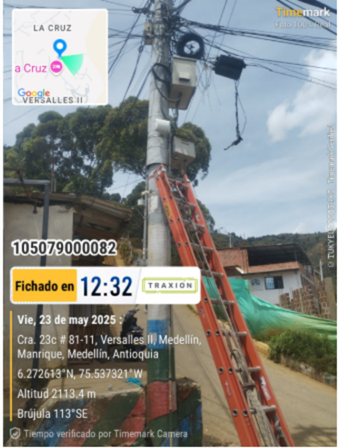 Timemark
LA CRUZ
a Cruz
Google
VERSALLES II
105079000082
Fichado en
12:32
TRAXIÓN
Vie, 23 de may 2025
Cra. 23c # 81-11, Versalles II, Medellín,
Manrique, Medellín, Antioquia
6.272613°N, 75.537321°W
Altitud 2113.4 m
Brújula 113°SE
Tiempo verificado por Timemark Camera